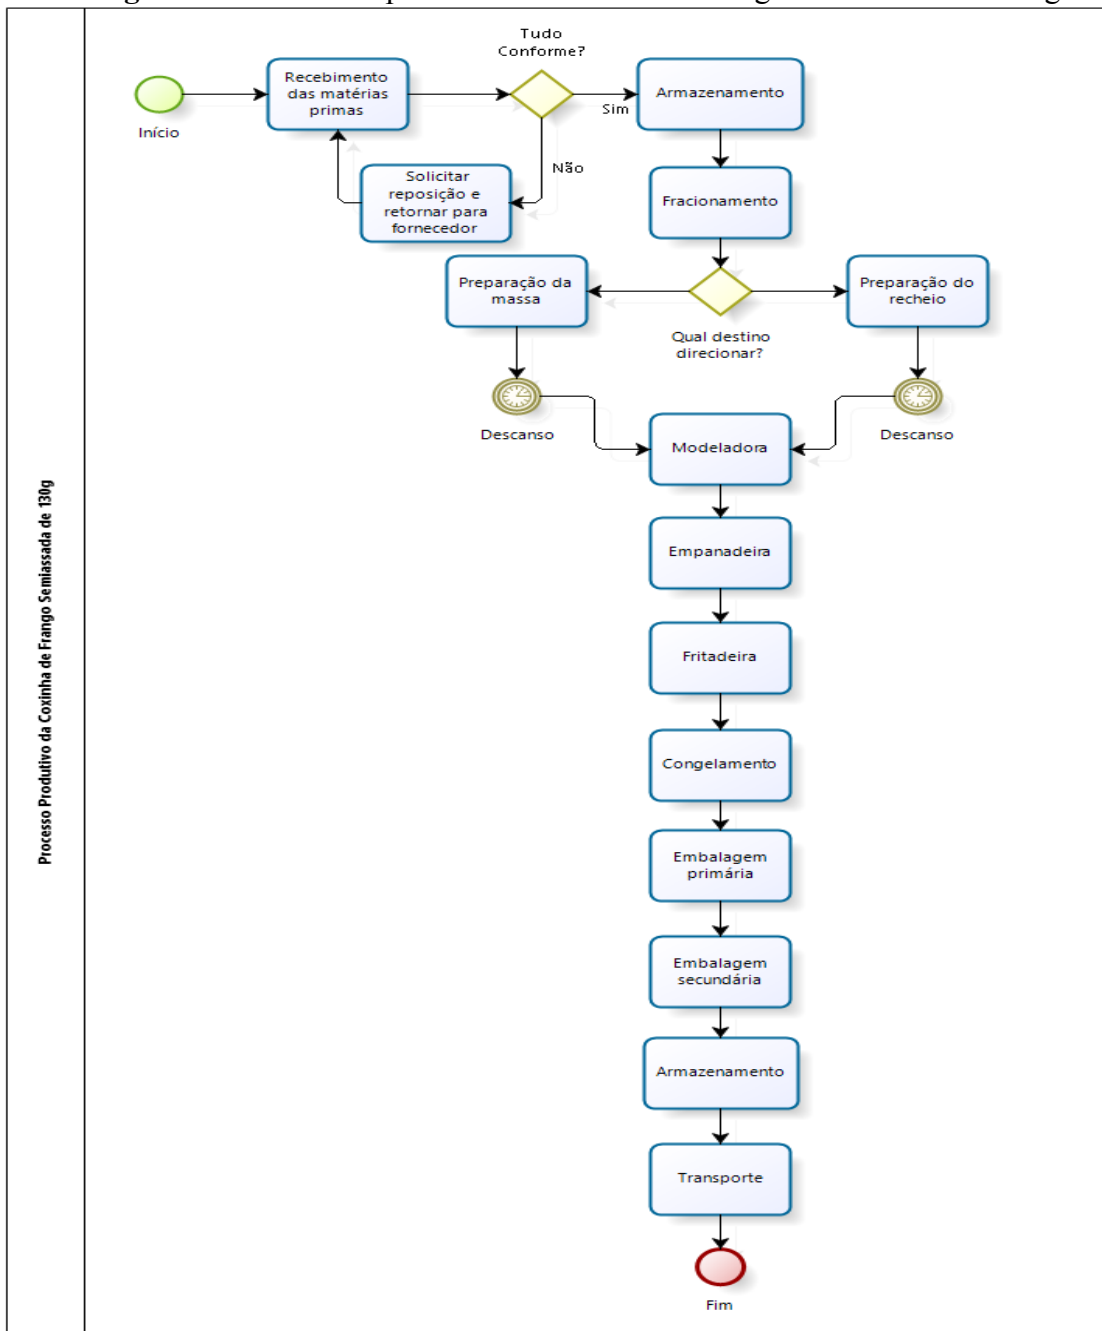 Tudo
Conforme?
Recebimento
das matérias
primas
Armazenamento
Sim
Início
Não
Solicitar
reposição e
retornar para
fornecedor
Fracionamento
Preparação da
massa
Preparação do
recheio
Qual destino
direcionar?
Descanso
Descanso
Modeladora
Processo Produtivo da Coxinha de Frango Semiassada de 130g
Empanadeira
Fritadeira
Congelamento
Embalagem
primária
Embalagem
secundária
Armazenamento
Transporte
Fim